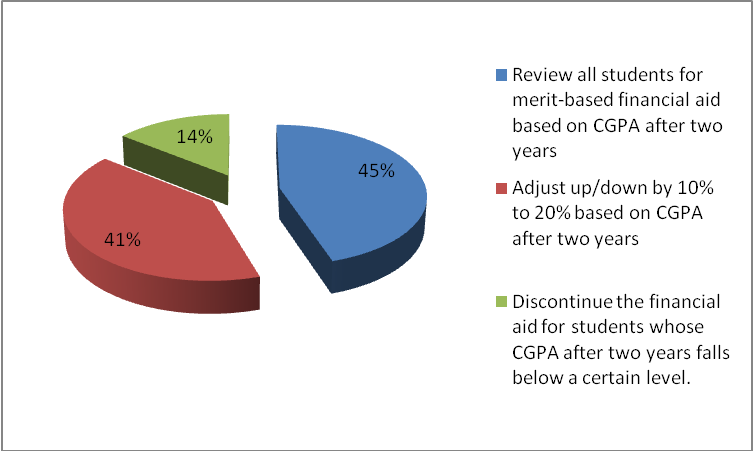 14%
45%
41%
Review all students for
merit-based financial aid
based on CGPA after two
years
Adjust up/down by 10%
to 20% based on CGPA
after two years
Discontinue the financial
aid for students whose
CGPA after two years falls
below a certain level.